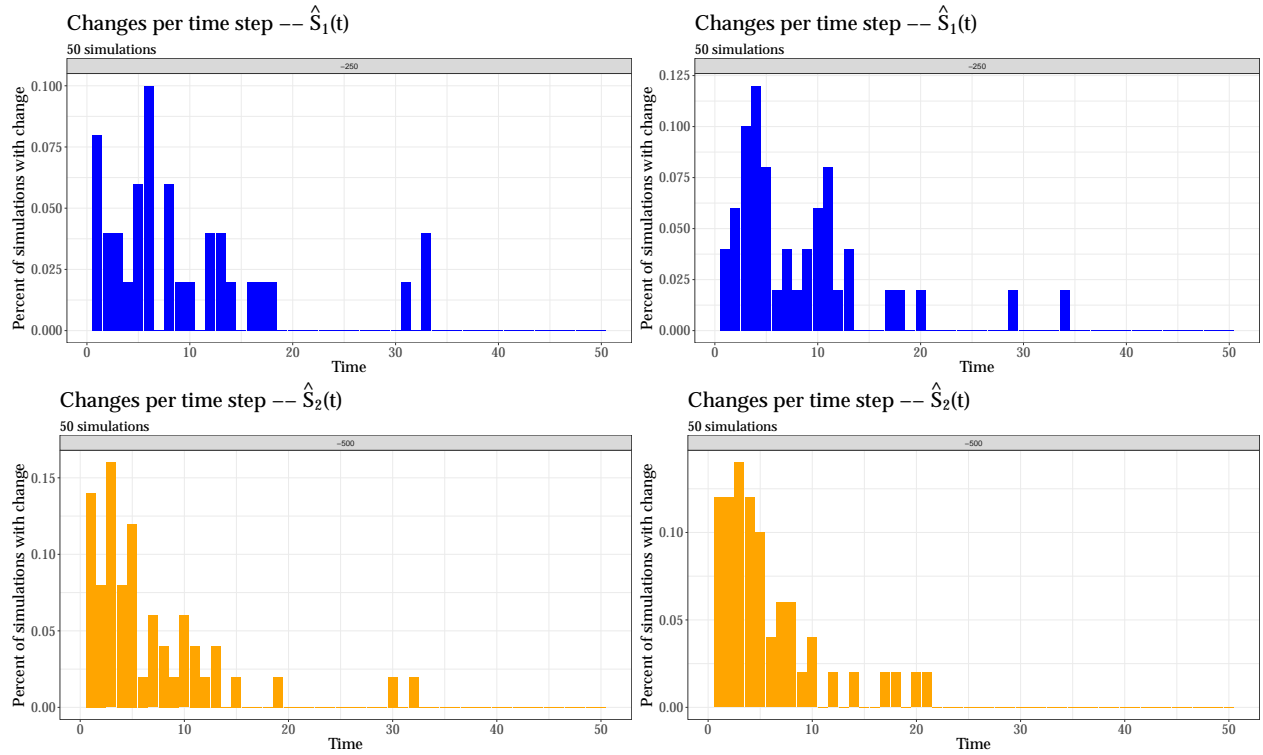 Changes per time step −− Ŝ₁(t)
50 simulations
−250
Percent of simulations with change
0.100
0.075
0.050
0.025
0.000
0 10 20 30 40 50
Time
Changes per time step −− Ŝ₁(t)
50 simulations
−250
Percent of simulations with change
0.125
0.100
0.075
0.050
0.025
0.000
0 10 20 30 40 50
Time
Changes per time step −− Ŝ₂(t)
50 simulations
−500
Percent of simulations with change
0.15
0.10
0.05
0.00
0 10 20 30 40 50
Time
Changes per time step −− Ŝ₂(t)
50 simulations
−500
Percent of simulations with change
0.10
0.05
0.00
0 10 20 30 40 50
Time